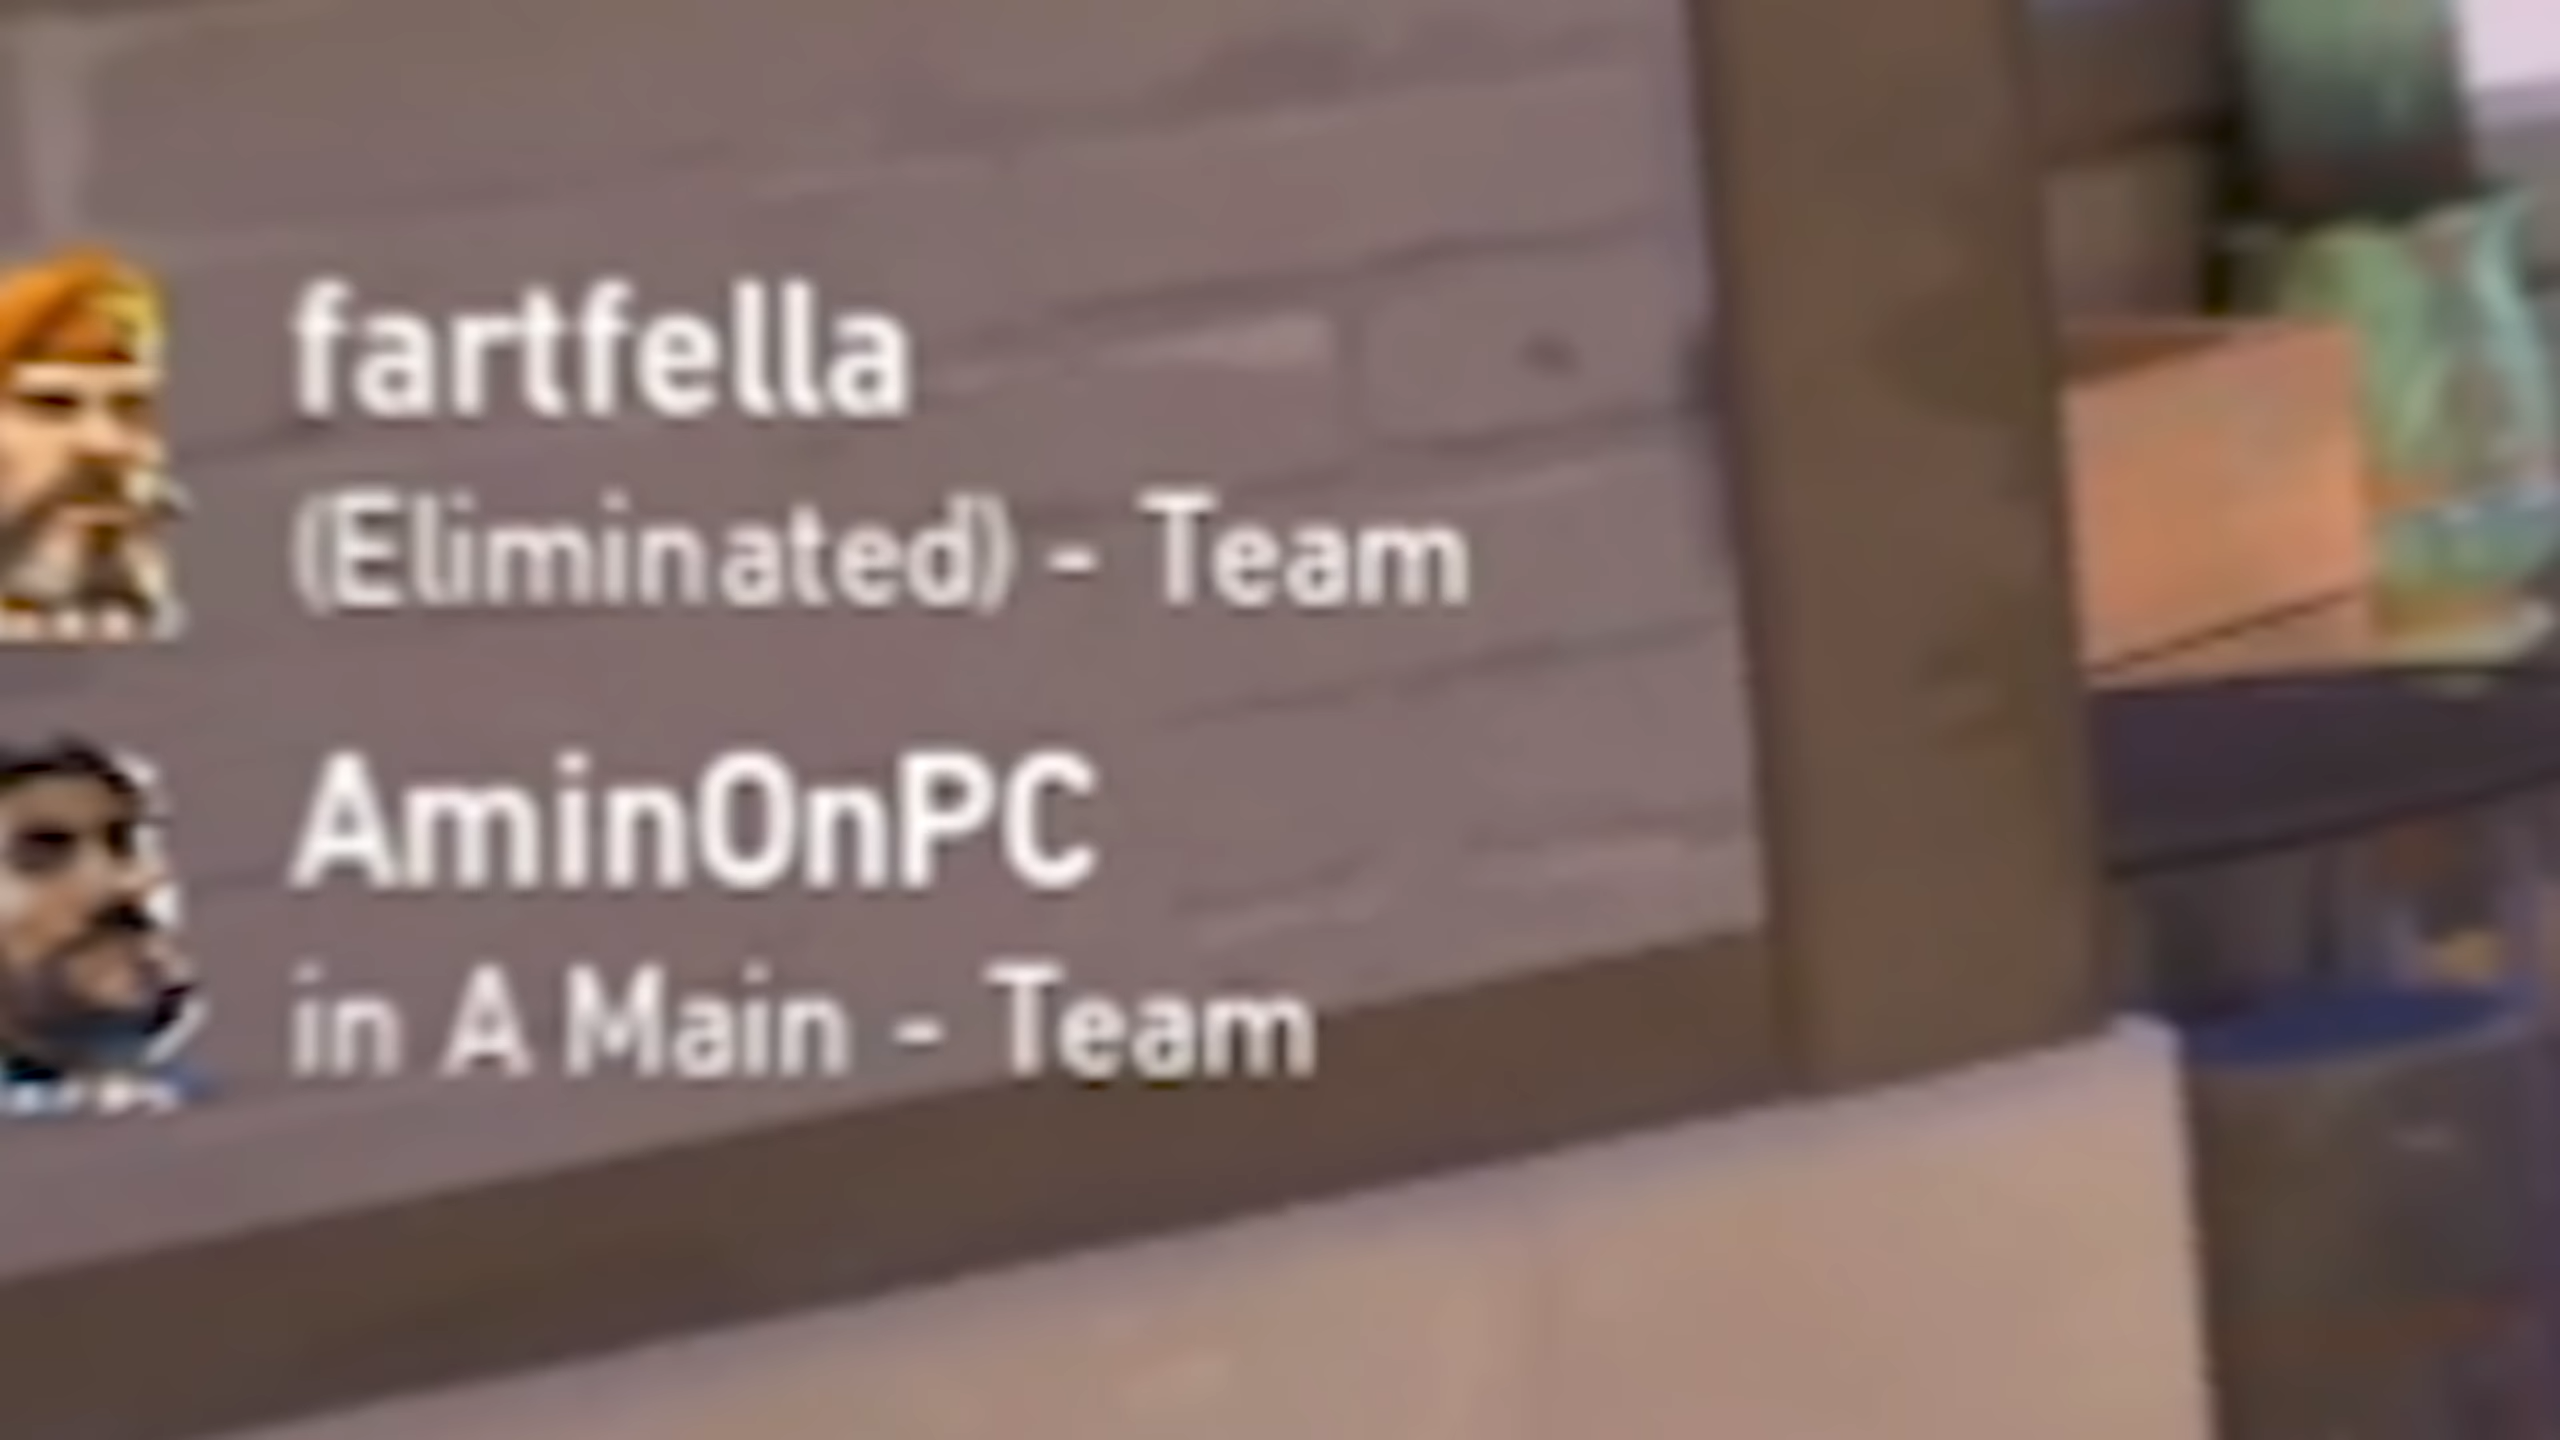 fartfella
(Eliminated) - Team
AminOnPC
in A Main - Team